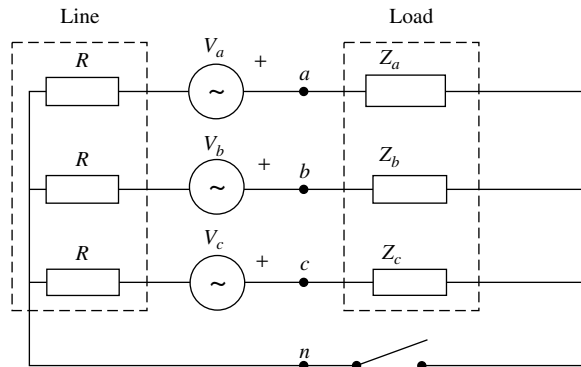 Line Load
R V_a + a Z_a
~
R V_b + b Z_b
~
R V_c + c Z_c
~
n